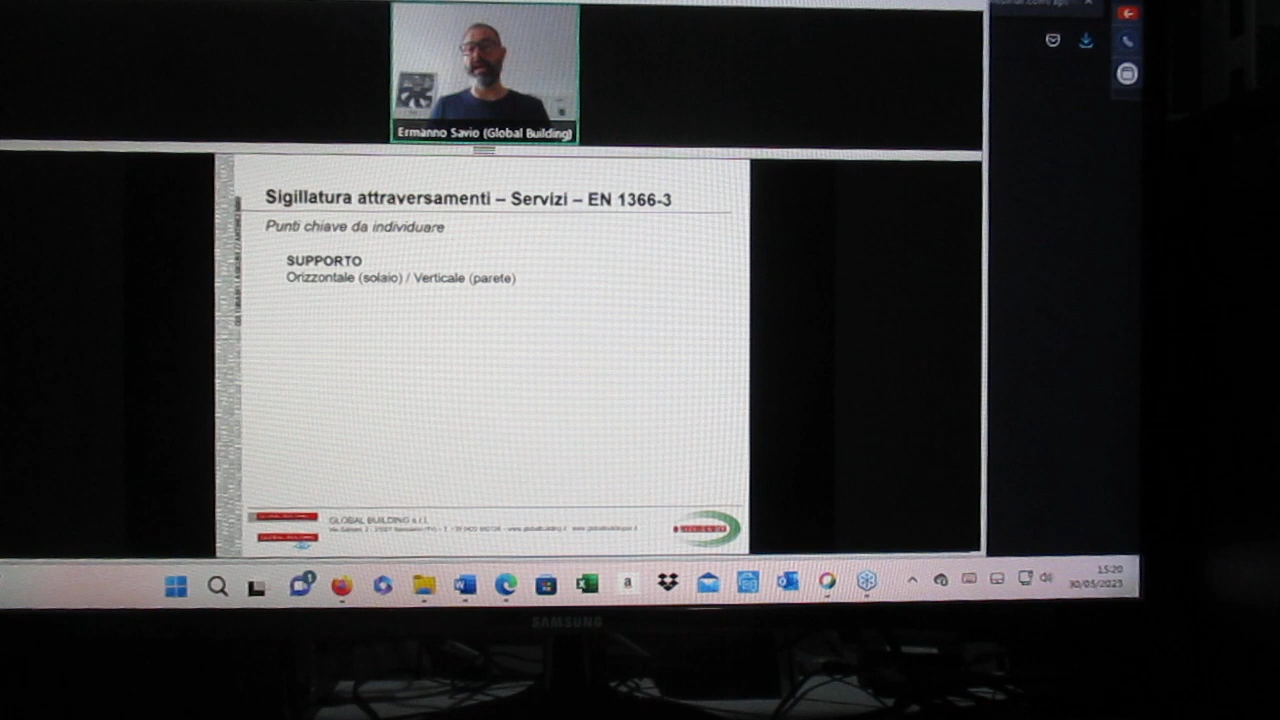 Ermanno Savio (Global Building)
Sigillatura attraversamenti – Servizi – EN 1366-3
Punti chiave da individuare
SUPPORTO
Orizzontale (solaio) / Verticale (parete)
GLOBAL BUILDING s.r.l.
15:20
30/05/2023
SAMSUNG